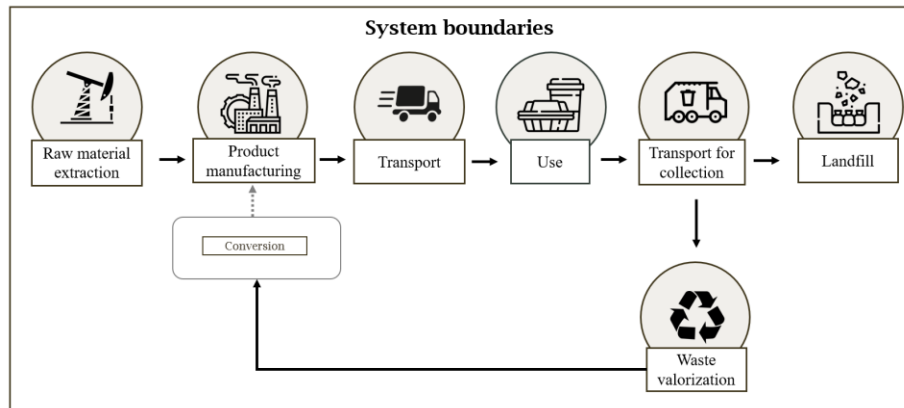 System boundaries
Raw material
extraction
Product
manufacturing
Transport
Use
Transport for
collection
Landfill
Conversion
Waste
valorization